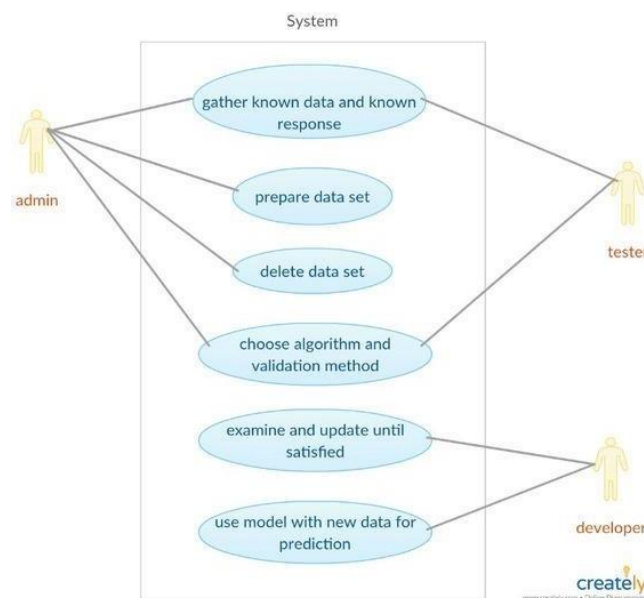 System
gather known data and known
response
admin
prepare data set
teste
delete data set
choose algorithm and
validation method
examine and update until
satisfied
use model with new data for
prediction
developer
creately